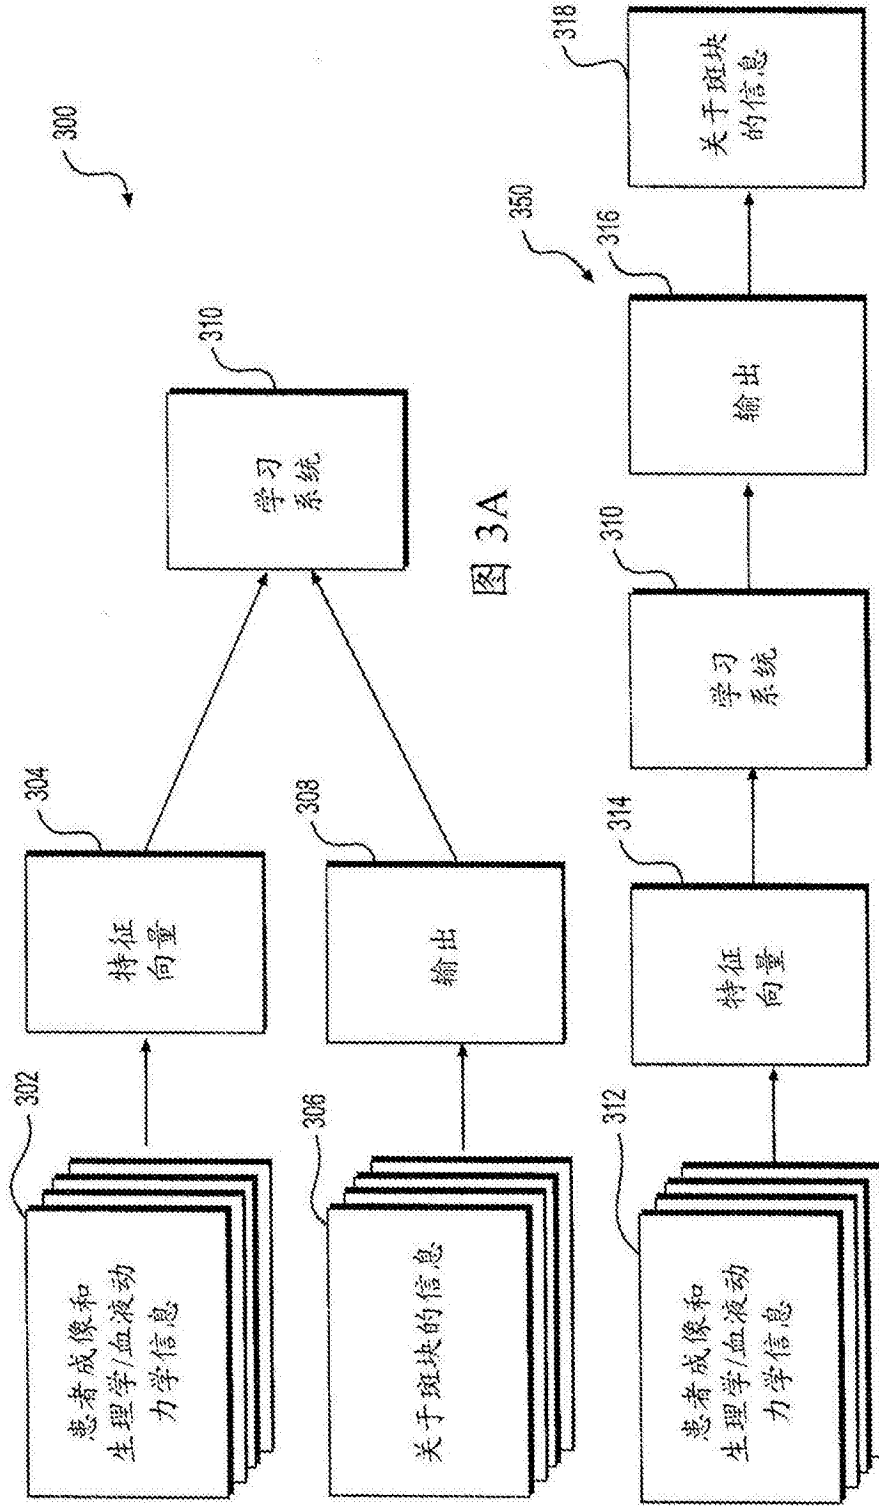 300
302
患者成像和
生理学/血液动
力学信息
304
特征
向量
306
关于斑块的信息
308
输出
310
学习
系统
图 3A
350
312
患者成像和
生理学/血液动
力学信息
314
特征
向量
310
学习
系统
316
输出
318
关于斑块
的信息